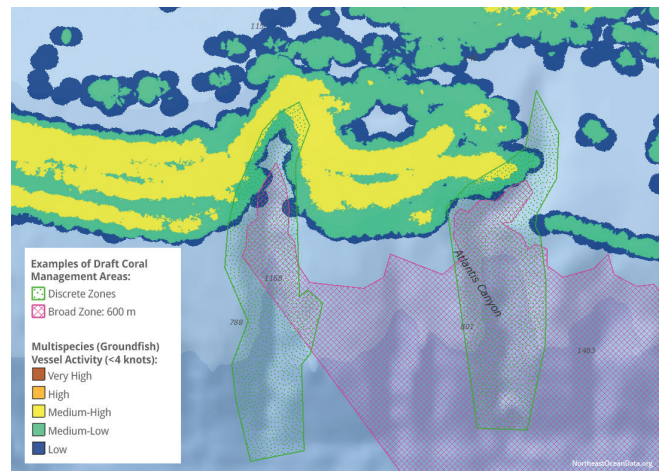 Examples of Draft Coral
Management Areas:
Discrete Zones
Broad Zone: 600 m
Multispecies (Groundfish)
Vessel Activity (<4 knots):
Very High
High
Medium-High
Medium-Low
Low
1168
788
Atlantis Canyon
801
1483
NortheastOceanData.org